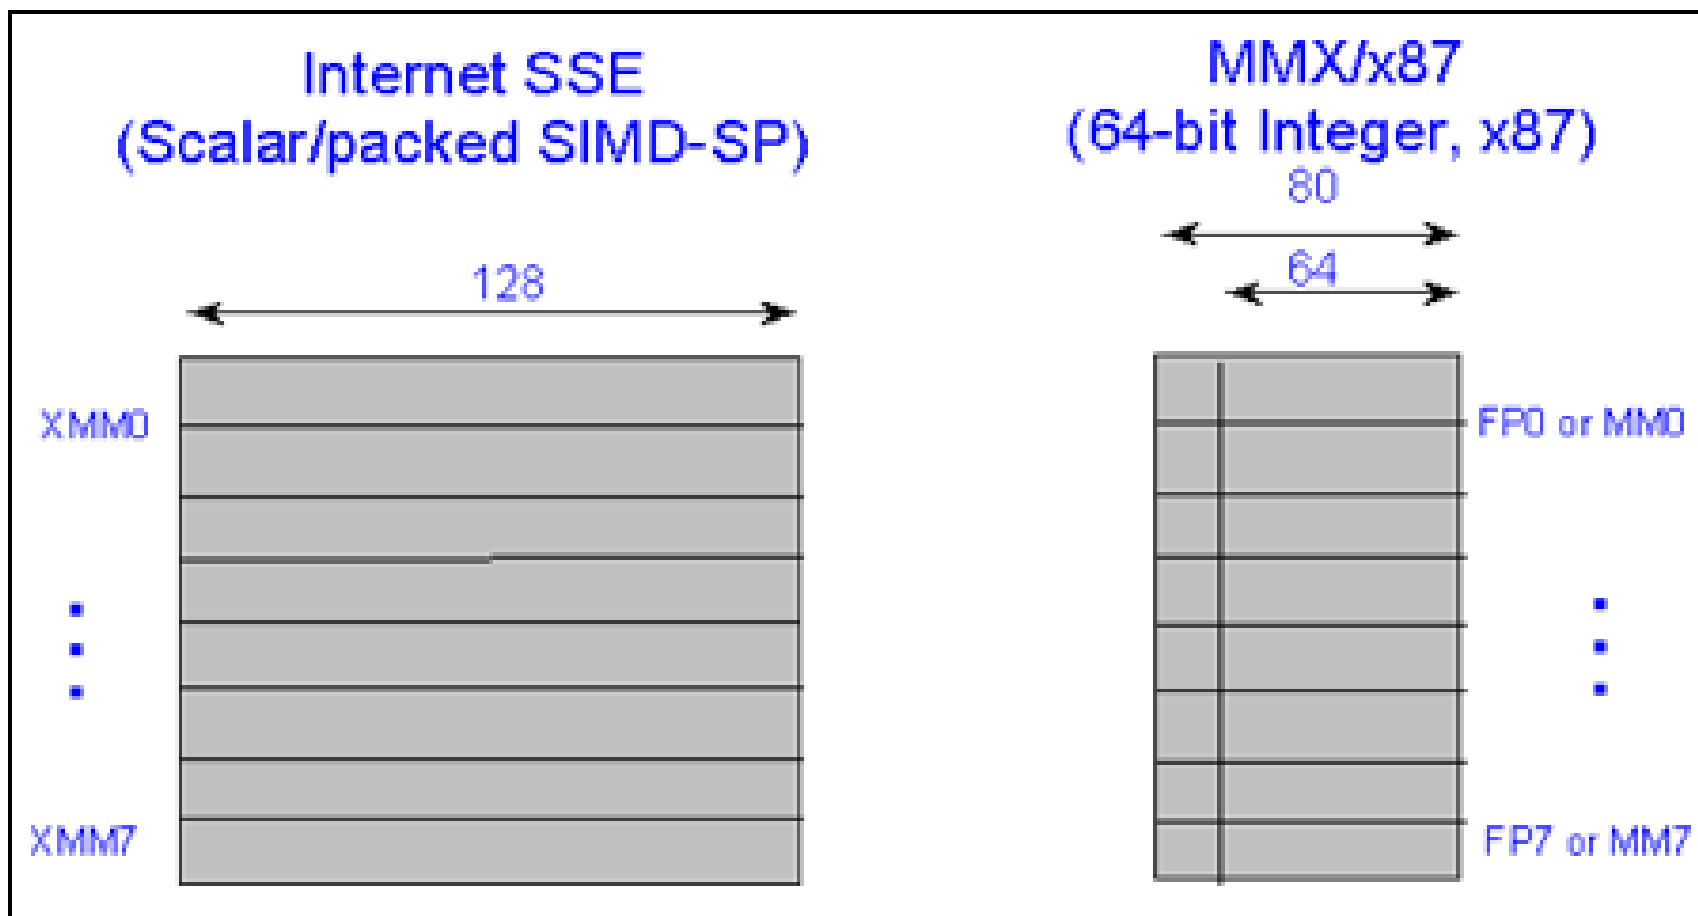 Internet SSE
(Scalar/packed SIMD-SP)
128
XMM0
XMM7
MMX/x87
(64-bit Integer, x87)
80
64
FP0 or MM0
FP7 or MM7